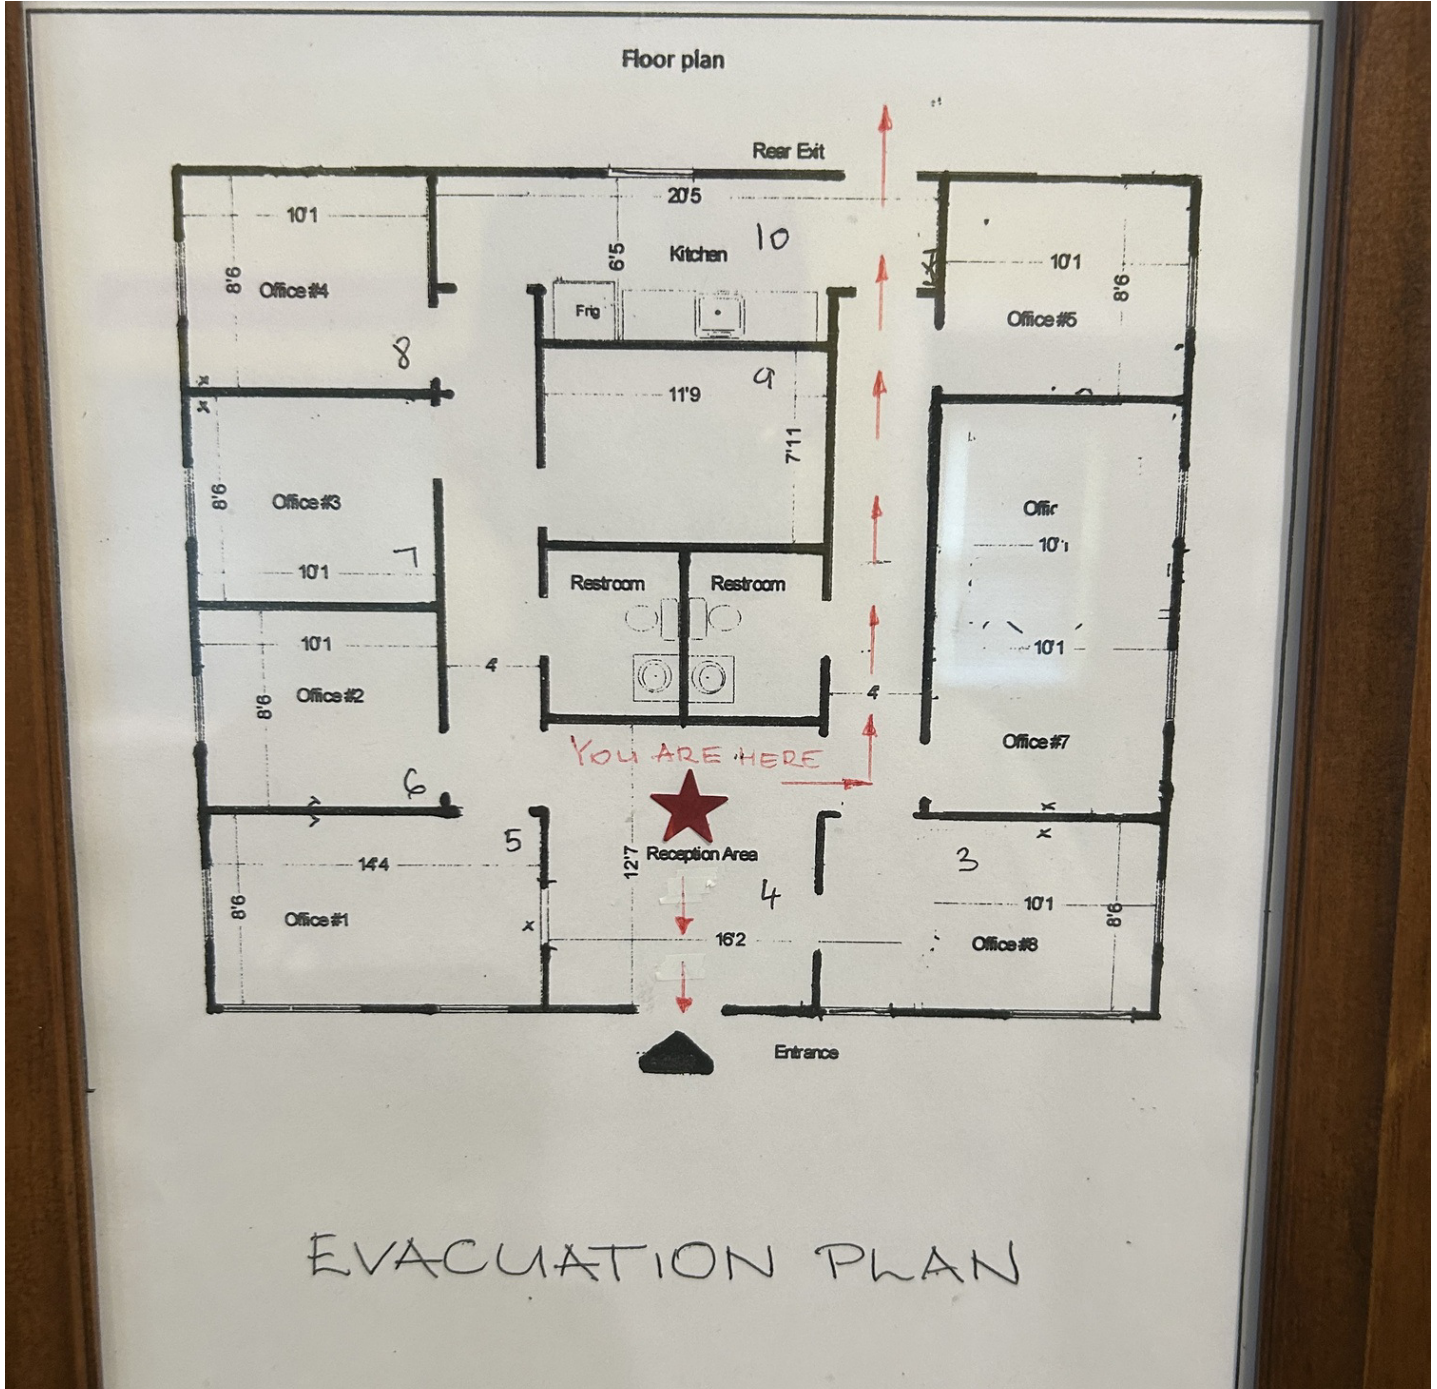 Floor plan
Rear Exit
20'5
10'1
8'6
Office #4
8
6'5
Kitchen
10
Frig
10'1
8'6
Office #5
11'9
9
7'11
8'6
Office #3
7
10'1
10'1
8'6
Office #2
6
4'
Restroom
Restroom
4'
10'1
Office #7
YOU ARE HERE
Reception Area
12'7
4
16'2
5
14'4
8'6
Office #1
3
10'1
8'6
Office #8
Entrance
EVACUATION PLAN